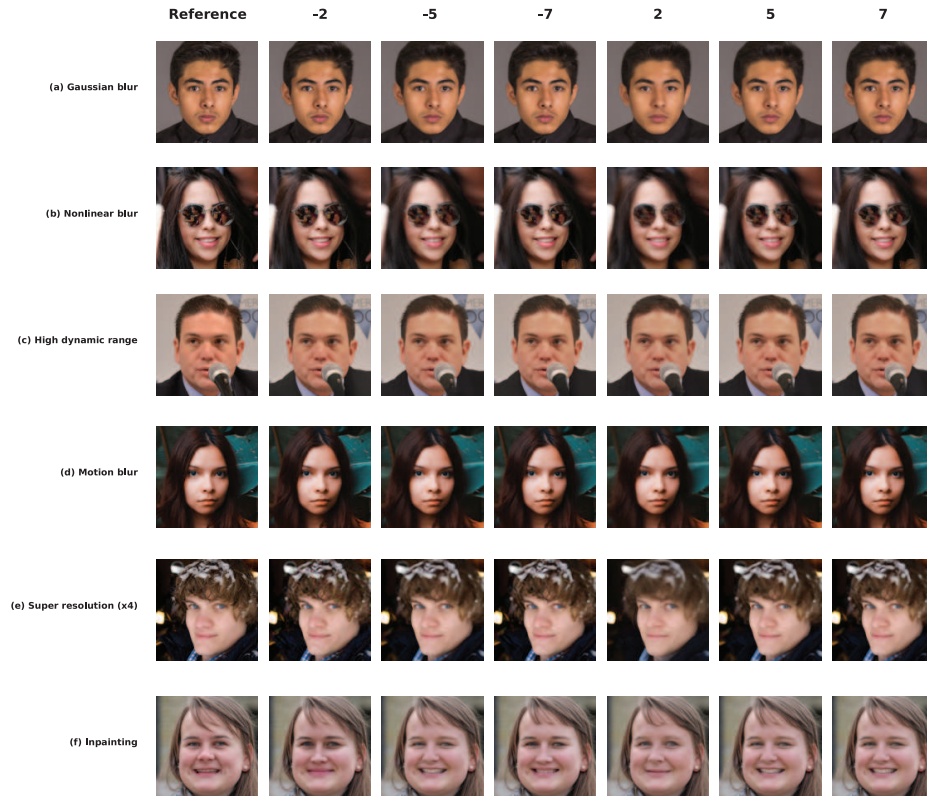 Reference -2 -5 -7 2 5 7
(a) Gaussian blur
(b) Nonlinear blur
(c) High dynamic range
(d) Motion blur
(e) Super resolution (x4)
(f) Inpainting